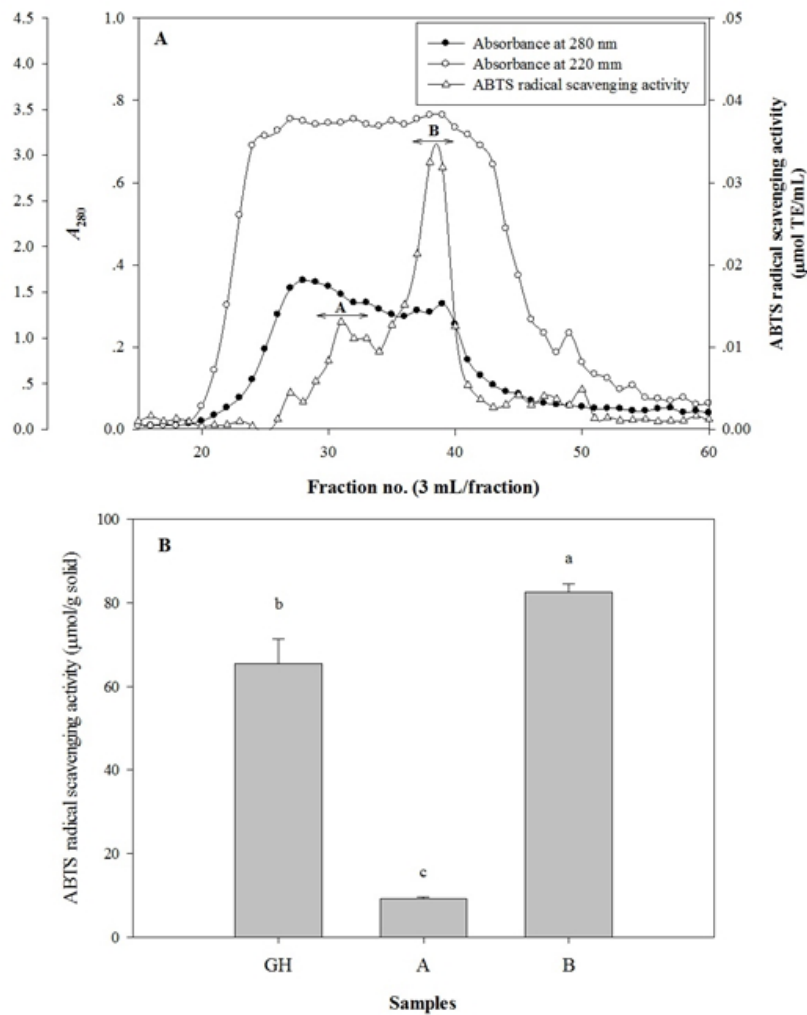 4.5
4.0
3.5
3.0
2.5
2.0
1.5
1.0
.5
0.0
A280
1.0
.8
.6
.4
.2
0.0
A
Absorbance at 280 nm
Absorbance at 220 mm
ABTS radical scavenging activity
B
A
.05
.04
.03
.02
.01
0.00
ABTS radical scavenging activity
(µmol TE/mL)
20 30 40 50 60
Fraction no. (3 mL/fraction)
B
ABTS radical scavenging activity (µmol/g solid)
100
80
60
40
20
0
b
c
a
GH A B
Samples